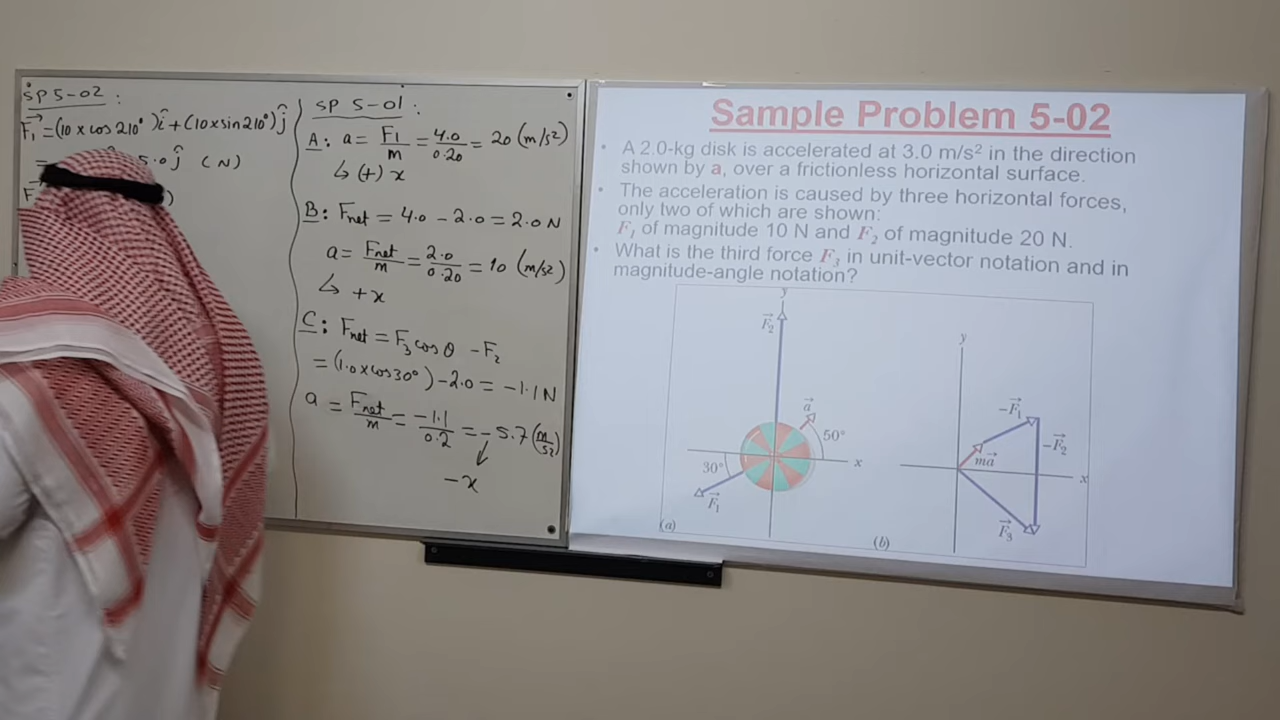 SP 5-02 :
F₁ = (10 x cos 210° ) î + (10 x sin 210° ) ĵ
= 5.0 ĵ (N)
F )
SP 5-01 :
A : a = F₁/m = 4.0/0.20 = 20 (m/s²)
↳ (+) x
B : Fnet = 4.0 - 2.0 = 2.0 N
a = Fnet/m = 2.0/0.20 = 10 (m/s²)
↳ +x
C : Fnet = F₃ cos θ - F₂
= (1.0 x cos 30° ) - 2.0 = -1.1 N
a = Fnet/m = -1.1/0.2 = -5.7 (m/s²)
↓
-x
Sample Problem 5-02
• A 2.0-kg disk is accelerated at 3.0 m/s² in the direction
shown by a, over a frictionless horizontal surface.
• The acceleration is caused by three horizontal forces,
only two of which are shown:
F₁ of magnitude 10 N and F₂ of magnitude 20 N.
• What is the third force F₃ in unit-vector notation and in
magnitude-angle notation?
y
F₂
a
50°
30°
x
F₁
(a)
y
-F₁
-F₂
ma
x
F₃
(b)